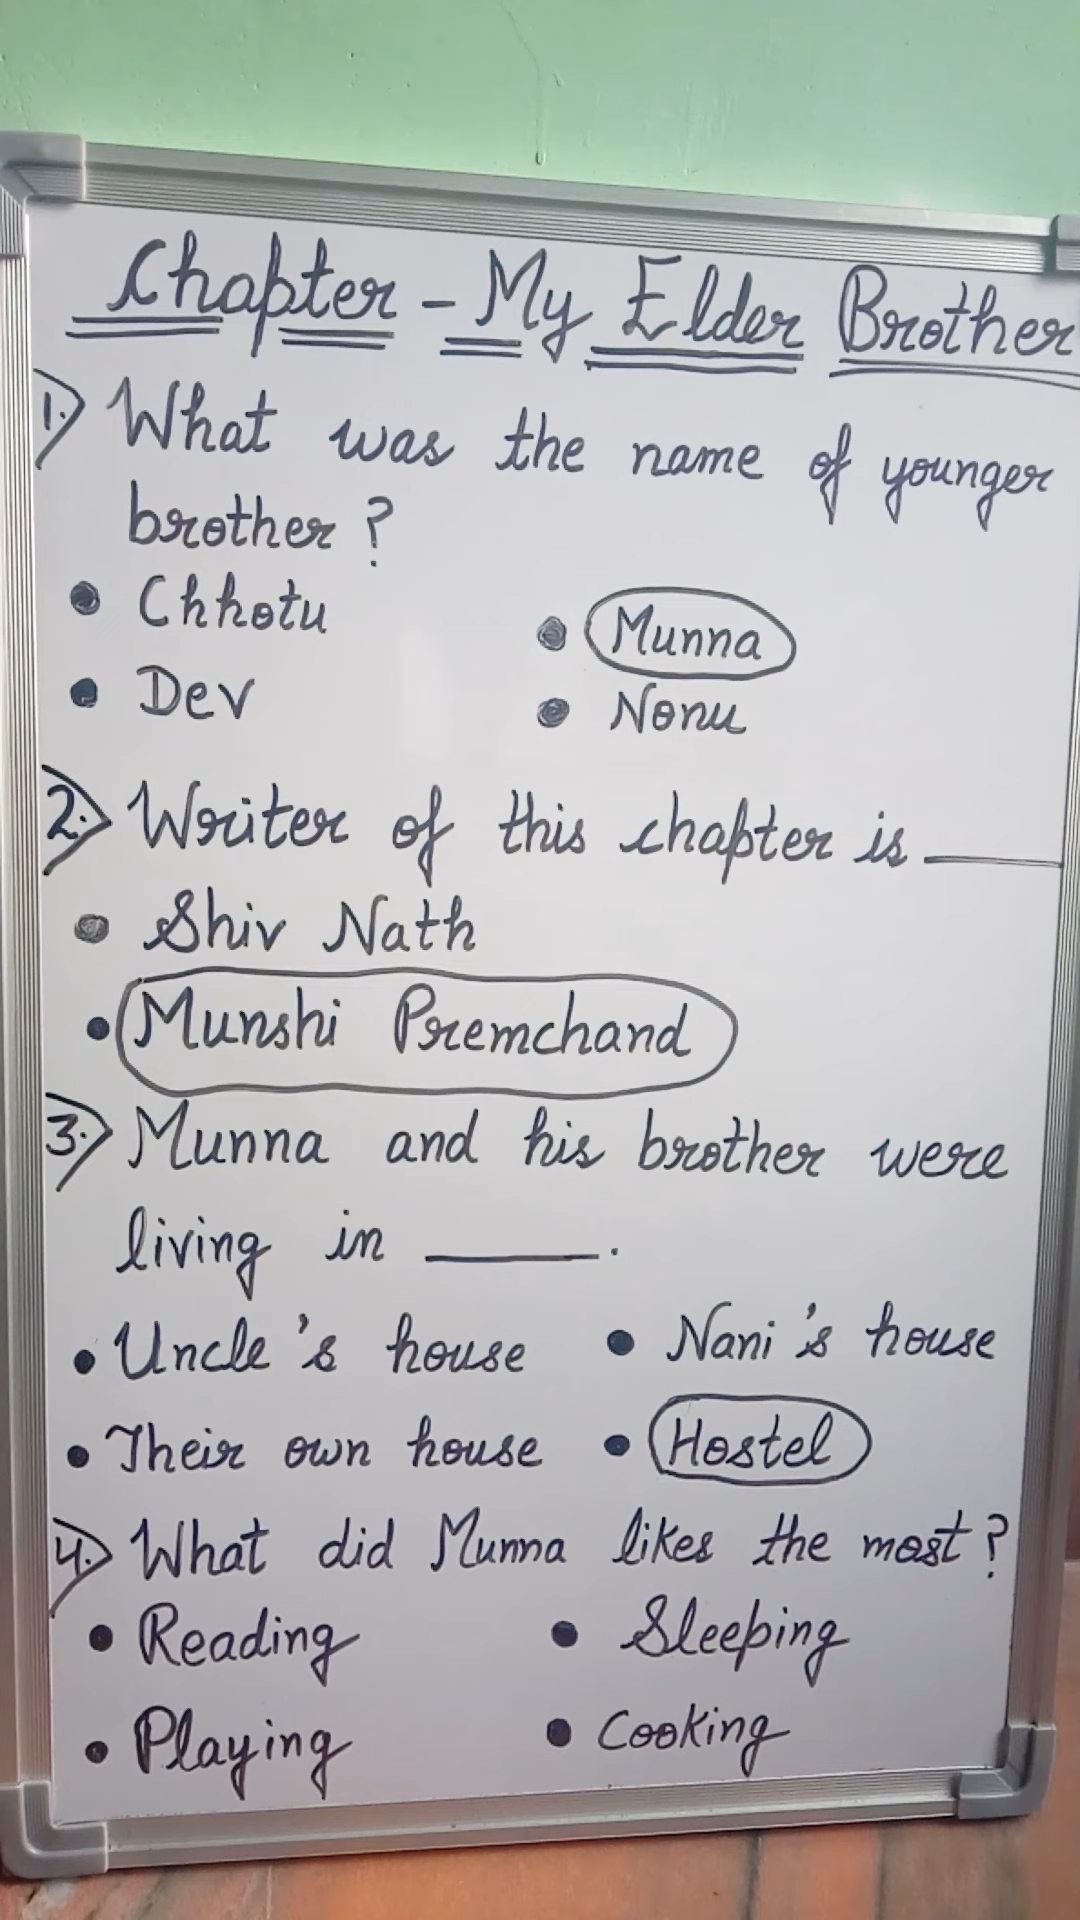 Chapter - My Elder Brother
1.) What was the name of younger
brother ?
• Chhotu • Munna
• Dev • Nonu
2.) Writer of this chapter is ____
• Shiv Nath
• Munshi Premchand
3.) Munna and his brother were
living in ____.
• Uncle's house • Nani's house
• Their own house • Hostel
4.) What did Munna likes the most ?
• Reading • Sleeping
• Playing • Cooking